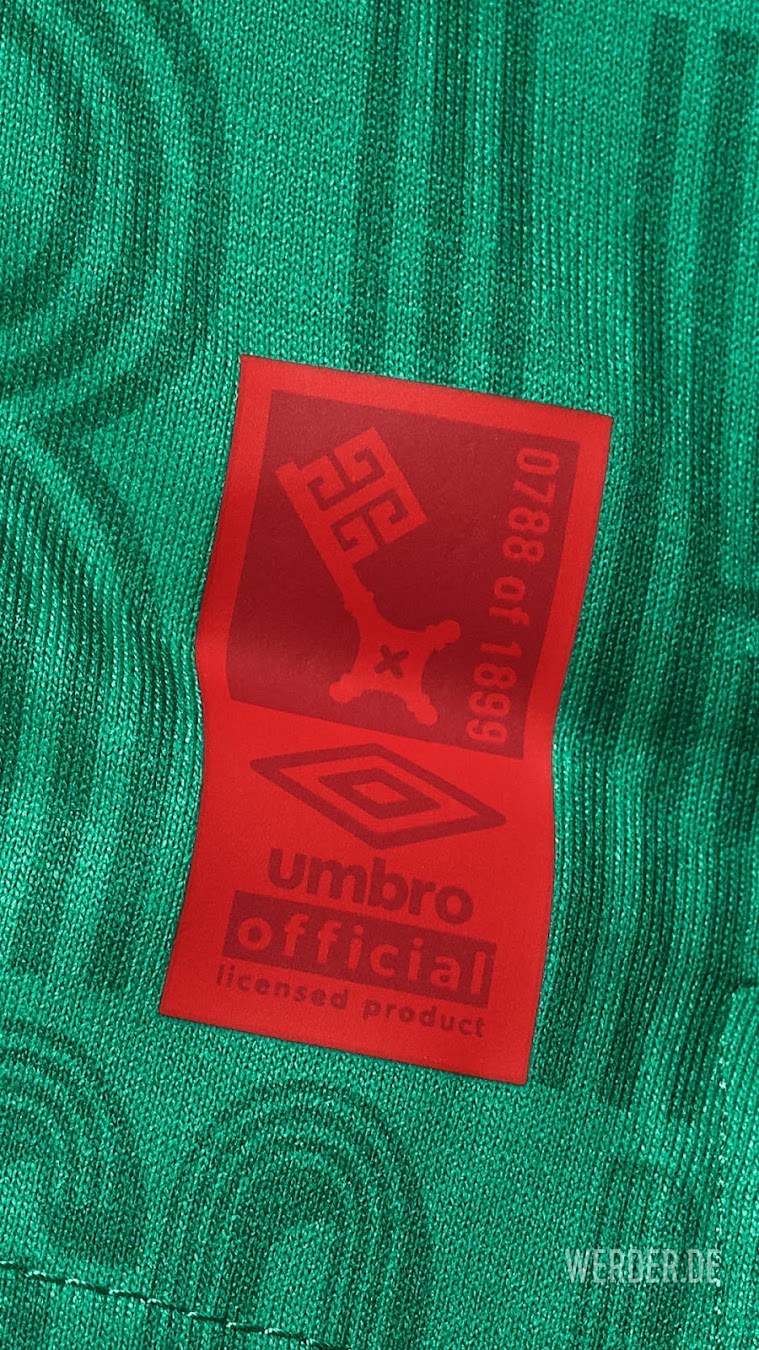 0788 of 1899
umbro
official
licensed product
WERDER.DE